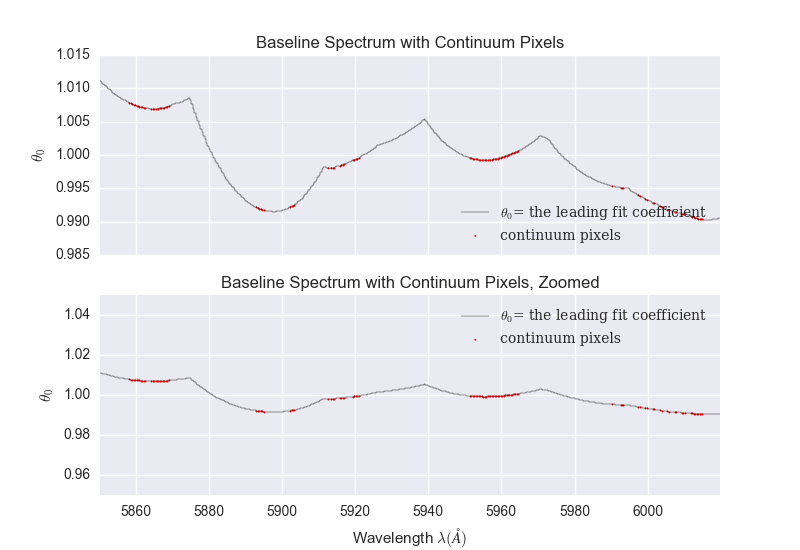 Baseline Spectrum with Continuum Pixels
1.015
1.010
1.005
1.000
0.995
0.990
0.985
θ0
θ0= the leading fit coefficient
continuum pixels
Baseline Spectrum with Continuum Pixels, Zoomed
1.04
1.02
1.00
0.98
0.96
θ0
θ0= the leading fit coefficient
continuum pixels
5860 5880 5900 5920 5940 5960 5980 6000
Wavelength λ(Å)